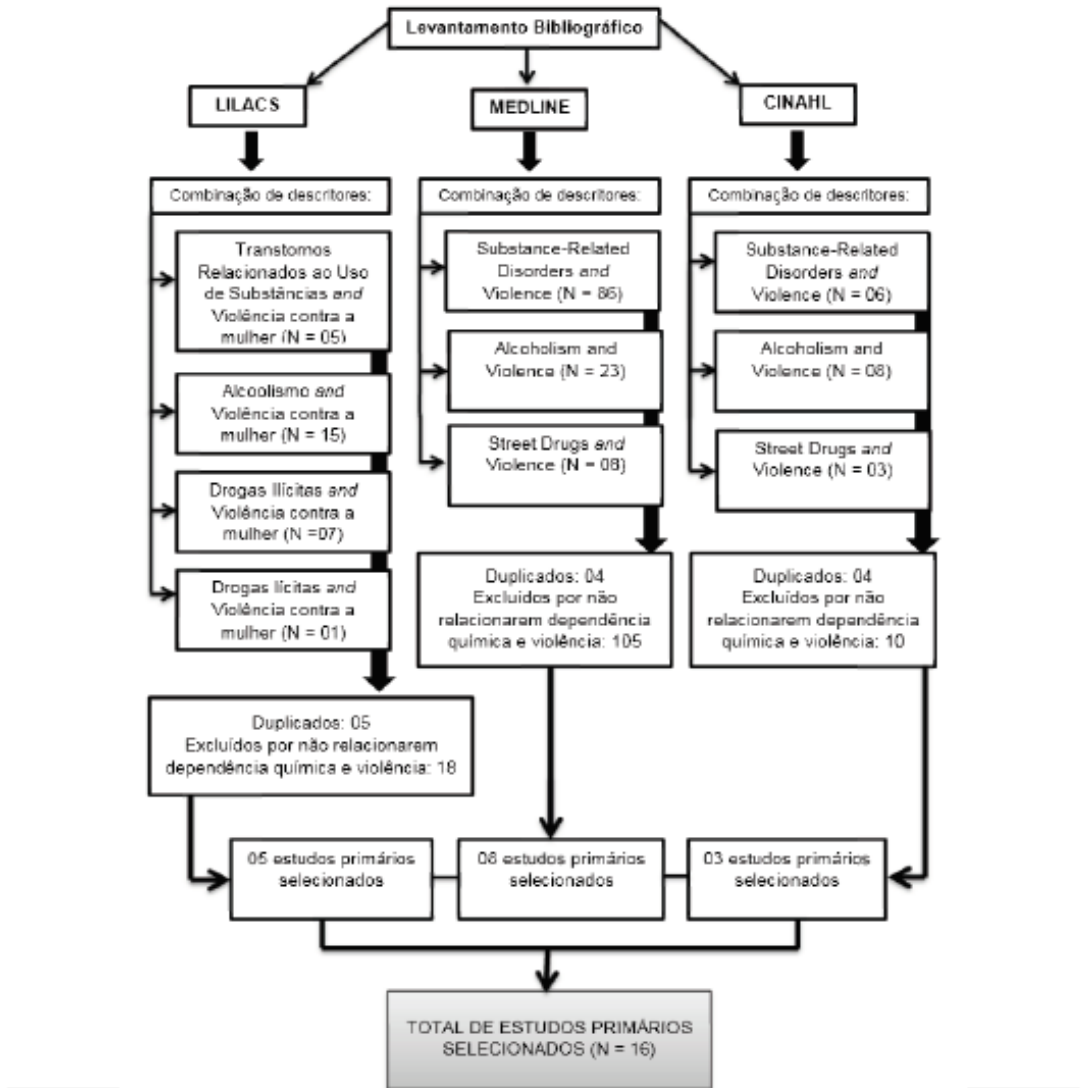 Levantamento Bibliográfico
LILACS
MEDLINE
CINAHL
Combinação de descritores:
Combinação de descritores:
Combinação de descritores:
Transtornos
Relacionados ao Uso
de Substâncias and
Violência contra a
mulher (N = 05)
Alcoolismo and
Violência contra a
mulher (N = 15)
Drogas Ilícitas and
Violência contra a
mulher (N =07)
Drogas lícitas and
Violência contra a
mulher (N = 01)
Duplicados: 05
Excluídos por não relacionarem
dependência química e violência: 18
Substance-Related
Disorders and
Violence (N = 86)
Alcoholism and
Violence (N = 23)
Street Drugs and
Violence (N = 08)
Duplicados: 04
Excluídos por não
relacionarem dependência
química e violência: 105
Substance-Related
Disorders and
Violence (N = 06)
Alcoholism and
Violence (N = 08)
Street Drugs and
Violence (N = 03)
Duplicados: 04
Excluídos por não
relacionarem dependência
química e violência: 10
05 estudos primários
selecionados
08 estudos primários
selecionados
03 estudos primários
selecionados
TOTAL DE ESTUDOS PRIMÁRIOS
SELECIONADOS (N = 16)